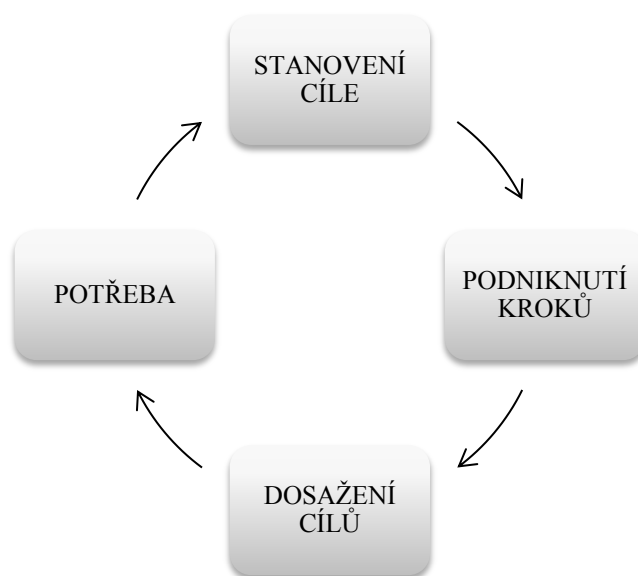 STANOVENÍ
CÍLE
POTŘEBA
PODNIKNUTÍ
KROKŮ
DOSAŽENÍ
CÍLŮ